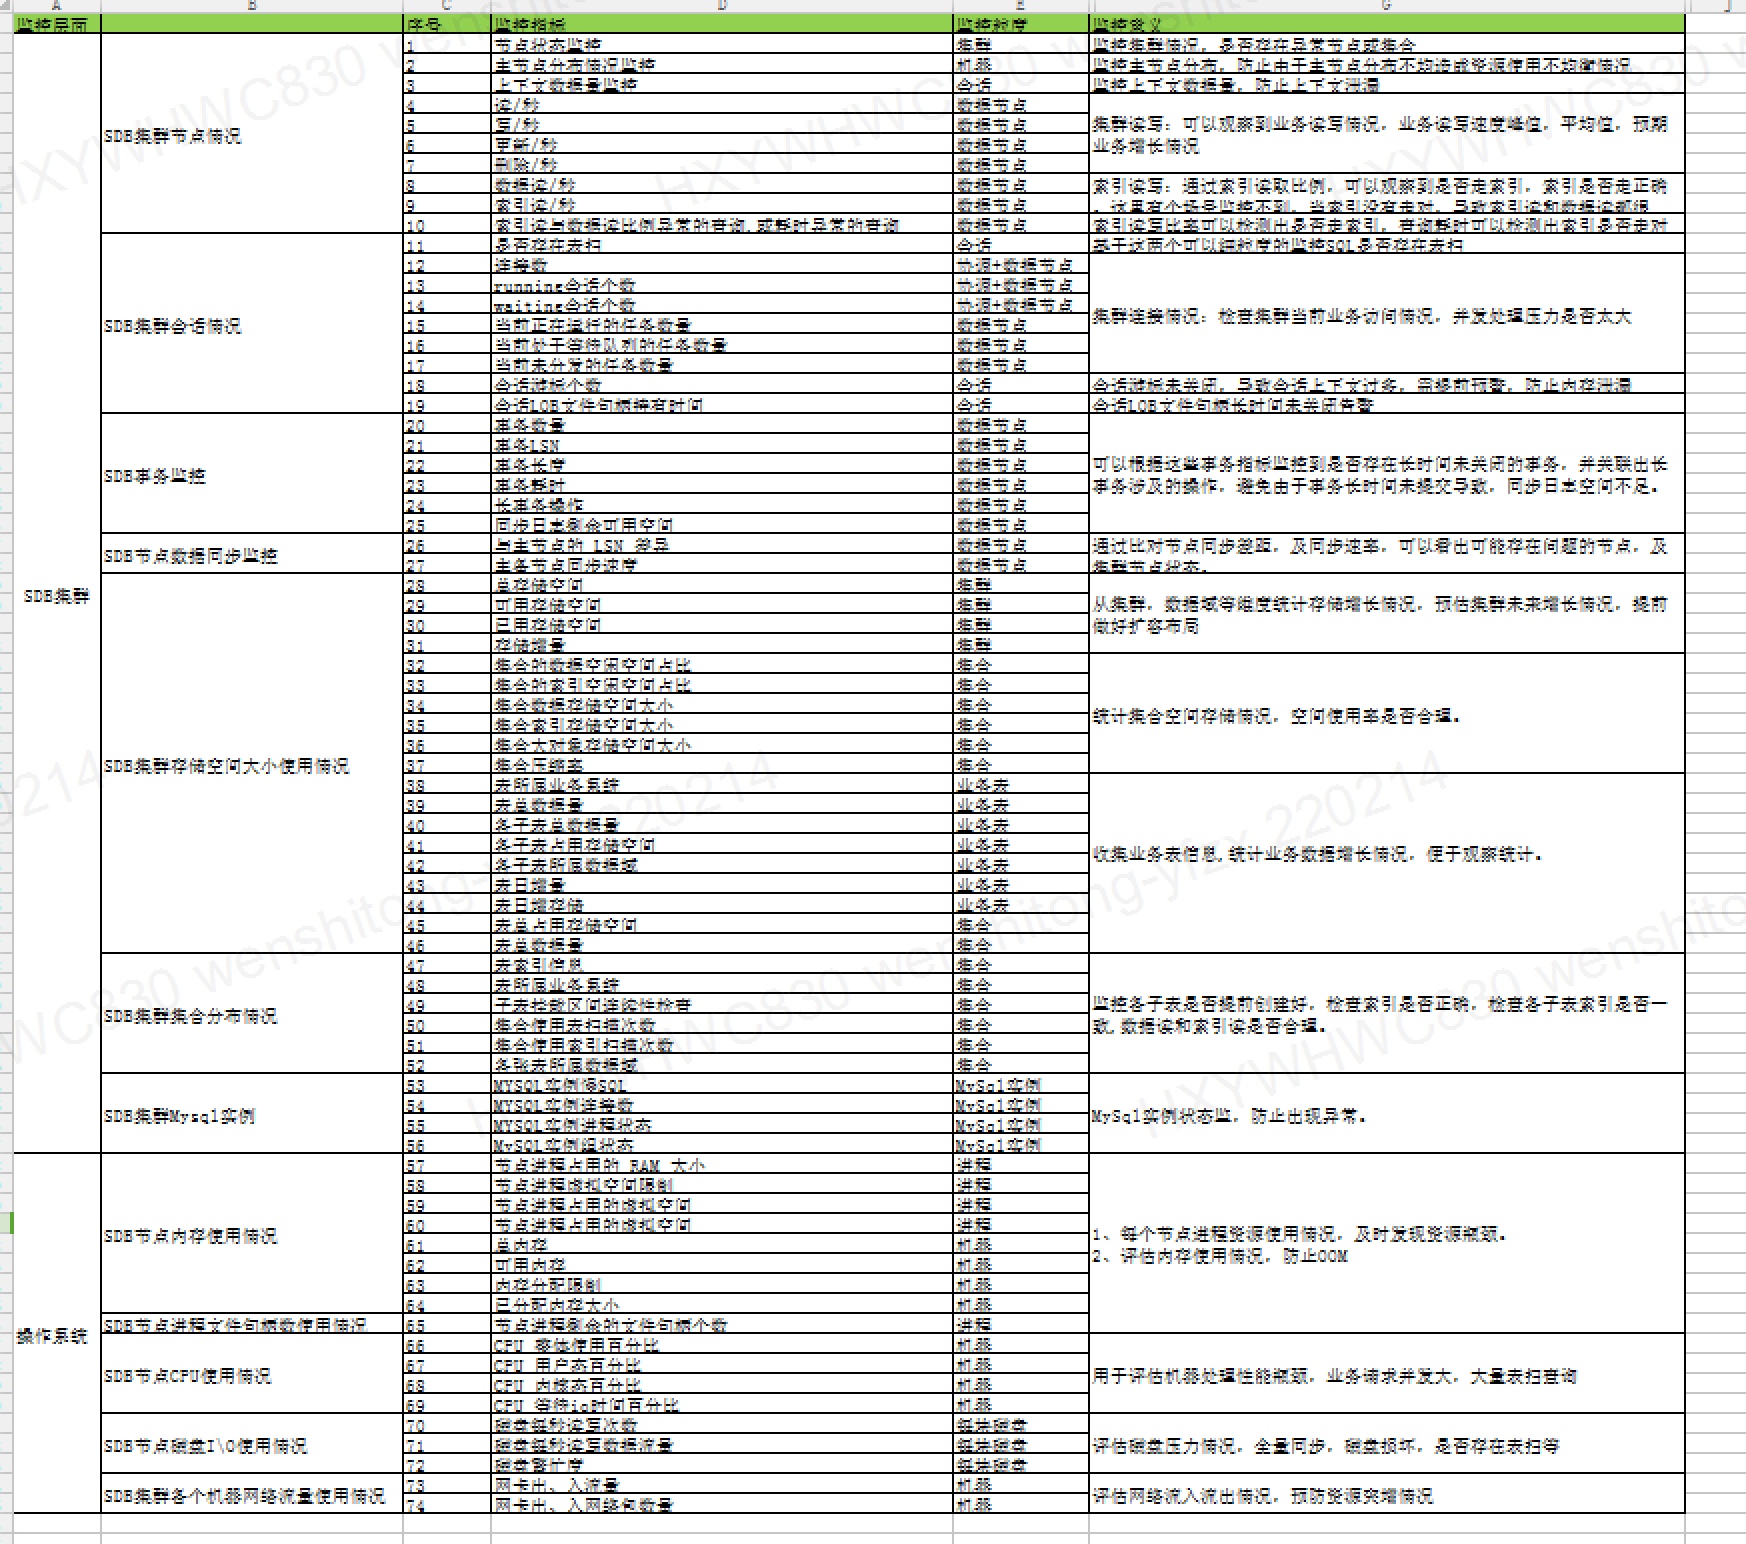 A B C D E G J
监控层面 序号 监控指标 监控粒度 监控意义
SDB集群
SDB集群节点情况
1 节点状态监控 集群 监控集群情况，是否存在异常节点或集合
2 主节点分布情况监控 机器 监控主节点分布，防止由于主节点分布不均造成资源使用不均衡情况
3 上下文数据量监控 会话 监控上下文数据量，防止上下文泄漏
4 读/秒 数据节点
5 写/秒 数据节点
6 更新/秒 数据节点
7 删除/秒 数据节点
集群读写：可以观察到业务读写情况，业务读写速度峰值，平均值，预期
业务增长情况
8 数据读/秒 数据节点
9 索引读/秒 数据节点
索引读写：通过索引读取比例，可以观察到是否走索引，索引是否走正确
，这里有个场景监控不到，当索引没有走对，导致索引读和数据读都很
10 索引读与数据读比例异常的查询,或耗时异常的查询 数据节点 索引读写比率可以检测出是否走索引，查询耗时可以检测出索引是否走对
SDB集群会话情况
11 是否存在表扫 会话 基于这两个可以细粒度的监控SQL是否存在表扫
12 连接数 协调+数据节点
13 running会话个数 协调+数据节点
14 waiting会话个数 协调+数据节点
15 当前正在运行的任务数量 数据节点
16 当前处于等待队列的任务数量 数据节点
17 当前未分发的任务数量 数据节点
集群连接情况：检查集群当前业务访问情况，并发处理压力是否太大
18 会话游标个数 会话 会话游标未关闭，导致会话上下文过多，需提前预警，防止内存泄漏
19 会话LOB文件句柄持有时间 会话 会话LOB文件句柄长时间未关闭告警
SDB事务监控
20 事务数量 数据节点
21 事务LSN 数据节点
22 事务长度 数据节点
23 事务耗时 数据节点
24 长事务操作 数据节点
25 同步日志剩余可用空间 数据节点
可以根据这些事务指标监控到是否存在长时间未关闭的事务，并关联出长
事务涉及的操作，避免由于事务长时间未提交导致，同步日志空间不足。
SDB节点数据同步监控
26 与主节点的 LSN 差异 数据节点
27 主备节点同步速度 数据节点
通过比对节点同步差距，及同步速率，可以看出可能存在问题的节点，及
集群节点状态。
SDB集群存储空间大小使用情况
28 总存储空间 集群
29 可用存储空间 集群
30 已用存储空间 集群
31 存储增量 集群
从集群，数据域等维度统计存储增长情况，预估集群未来增长情况，提前
做好扩容布局
32 集合的数据空闲空间占比 集合
33 集合的索引空闲空间占比 集合
34 集合数据存储空间大小 集合
35 集合索引存储空间大小 集合
36 集合大对象存储空间大小 集合
37 集合压缩率 集合
统计集合空间存储情况，空间使用率是否合理。
38 表所属业务系统 业务表
39 表总数据量 业务表
40 各子表总数据量 业务表
41 各子表占用存储空间 业务表
42 各子表所属数据域 业务表
43 表日增量 业务表
44 表日增存储 业务表
45 表总占用存储空间 集合
46 表总数据量 集合
收集业务表信息,统计业务数据增长情况，便于观察统计。
SDB集群集合分布情况
47 表索引信息 集合
48 表所属业务系统 集合
49 子表挂载区间连续性检查 集合
50 集合使用表扫描次数 集合
51 集合使用索引扫描次数 集合
52 各张表所属数据域 集合
监控各子表是否提前创建好，检查索引是否正确，检查各子表索引是否一
致,数据读和索引读是否合理。
SDB集群Mysql实例
53 MYSQL实例慢SQL MySql实例
54 MYSQL实例连接数 MySql实例
55 MYSQL实例进程状态 MySql实例
56 MySQL实例组状态 MySql实例
MySql实例状态监，防止出现异常。
操作系统
SDB节点内存使用情况
57 节点进程占用的 RAM 大小 进程
58 节点进程虚拟空间限制 进程
59 节点进程占用的虚拟空间 进程
60 节点进程占用的虚拟空间 进程
61 总内存 机器
62 可用内存 机器
63 内存分配限制 机器
64 已分配内存大小 机器
SDB节点进程文件句柄数使用情况 65 节点进程剩余的文件句柄个数 进程
1、每个节点进程资源使用情况，及时发现资源瓶颈。
2、评估内存使用情况，防止OOM
SDB节点CPU使用情况
66 CPU 整体使用百分比 机器
67 CPU 用户态百分比 机器
68 CPU 内核态百分比 机器
69 CPU 等待io时间百分比 机器
用于评估机器处理性能瓶颈，业务请求并发大，大量表扫查询
SDB节点磁盘I\O使用情况
70 磁盘每秒读写次数 每块磁盘
71 磁盘每秒读写数据流量 每块磁盘
72 磁盘繁忙度 每块磁盘
评估磁盘压力情况，全量同步，磁盘损坏，是否存在表扫等
SDB集群各个机器网络流量使用情况
73 网卡出、入流量 机器
74 网卡出、入网络包数量 机器
评估网络流入流出情况，预防资源突增情况
HXYWHWC830 wenshitong-yizx 220214